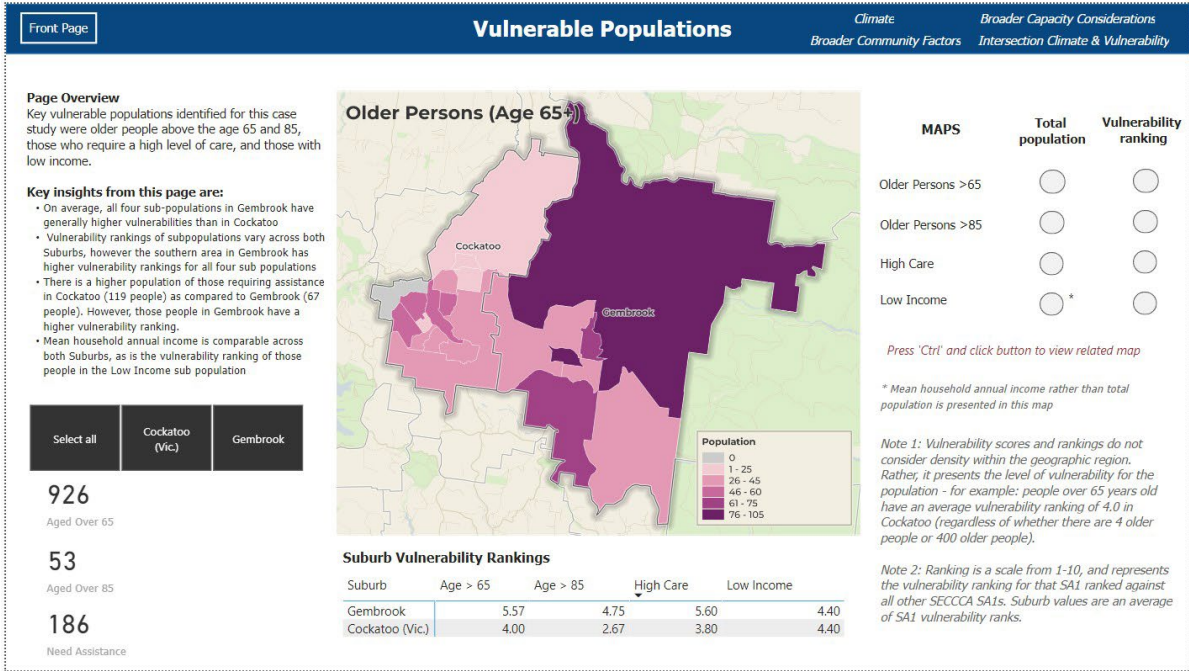 Front Page
Vulnerable Populations
Climate
Broader Capacity Considerations
Broader Community Factors
Intersection Climate & Vulnerability
Page Overview
Key vulnerable populations identified for this case
study were older people above the age 65 and 85,
those who require a high level of care, and those with
low income.
Key insights from this page are:
• On average, all four sub-populations in Gembrook have
generally higher vulnerabilities than in Cockatoo
• Vulnerability rankings of subpopulations vary across both
Suburbs, however the southern area in Gembrook has
higher vulnerability rankings for all four sub populations
• There is a higher population of those requiring assistance
in Cockatoo (119 people) as compared to Gembrook (67
people). However, those people in Gembrook have a
higher vulnerability ranking.
• Mean household annual income is comparable across
both Suburbs, as is the vulnerability ranking of those
people in the Low Income sub population
Select all
Cockatoo
(Vic.)
Gembrook
926
Aged Over 65
53
Aged Over 85
186
Need Assistance
Older Persons (Age 65+)
Cockatoo
Gembrook
Population
0
1 - 25
26 - 45
46 - 60
61 - 75
76 - 105
Suburb Vulnerability Rankings
Suburb Age > 65 Age > 85 High Care Low Income
Gembrook 5.57 4.75 5.60 4.40
Cockatoo (Vic.) 4.00 2.67 3.80 4.40
MAPS
Total
population
Vulnerability
ranking
Older Persons >65
Older Persons >85
High Care
Low Income
*
Press 'Ctrl' and click button to view related map
* Mean household annual income rather than total
population is presented in this map
Note 1: Vulnerability scores and rankings do not
consider density within the geographic region.
Rather, it presents the level of vulnerability for the
population - for example: people over 65 years old
have an average vulnerability ranking of 4.0 in
Cockatoo (regardless of whether there are 4 older
people or 400 older people).
Note 2: Ranking is a scale from 1-10, and represents
the vulnerability ranking for that SA1 ranked against
all other SECCCA SA1s. Suburb values are an average
of SA1 vulnerability ranks.